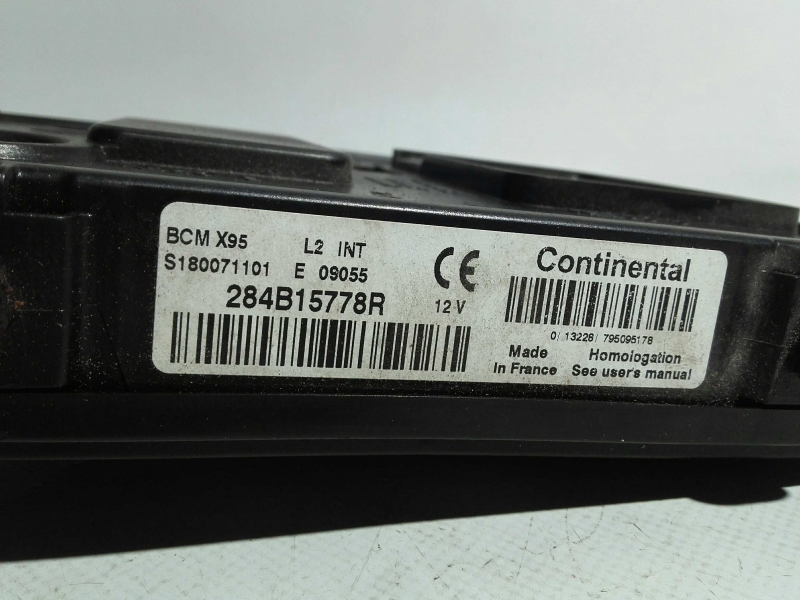 BCM X95 L2 INT
S180071101 E 09055
284B15778R
CE
12 V
Continental
0/ 13228/ 795095178
Made
In France
Homologation
See user's manual